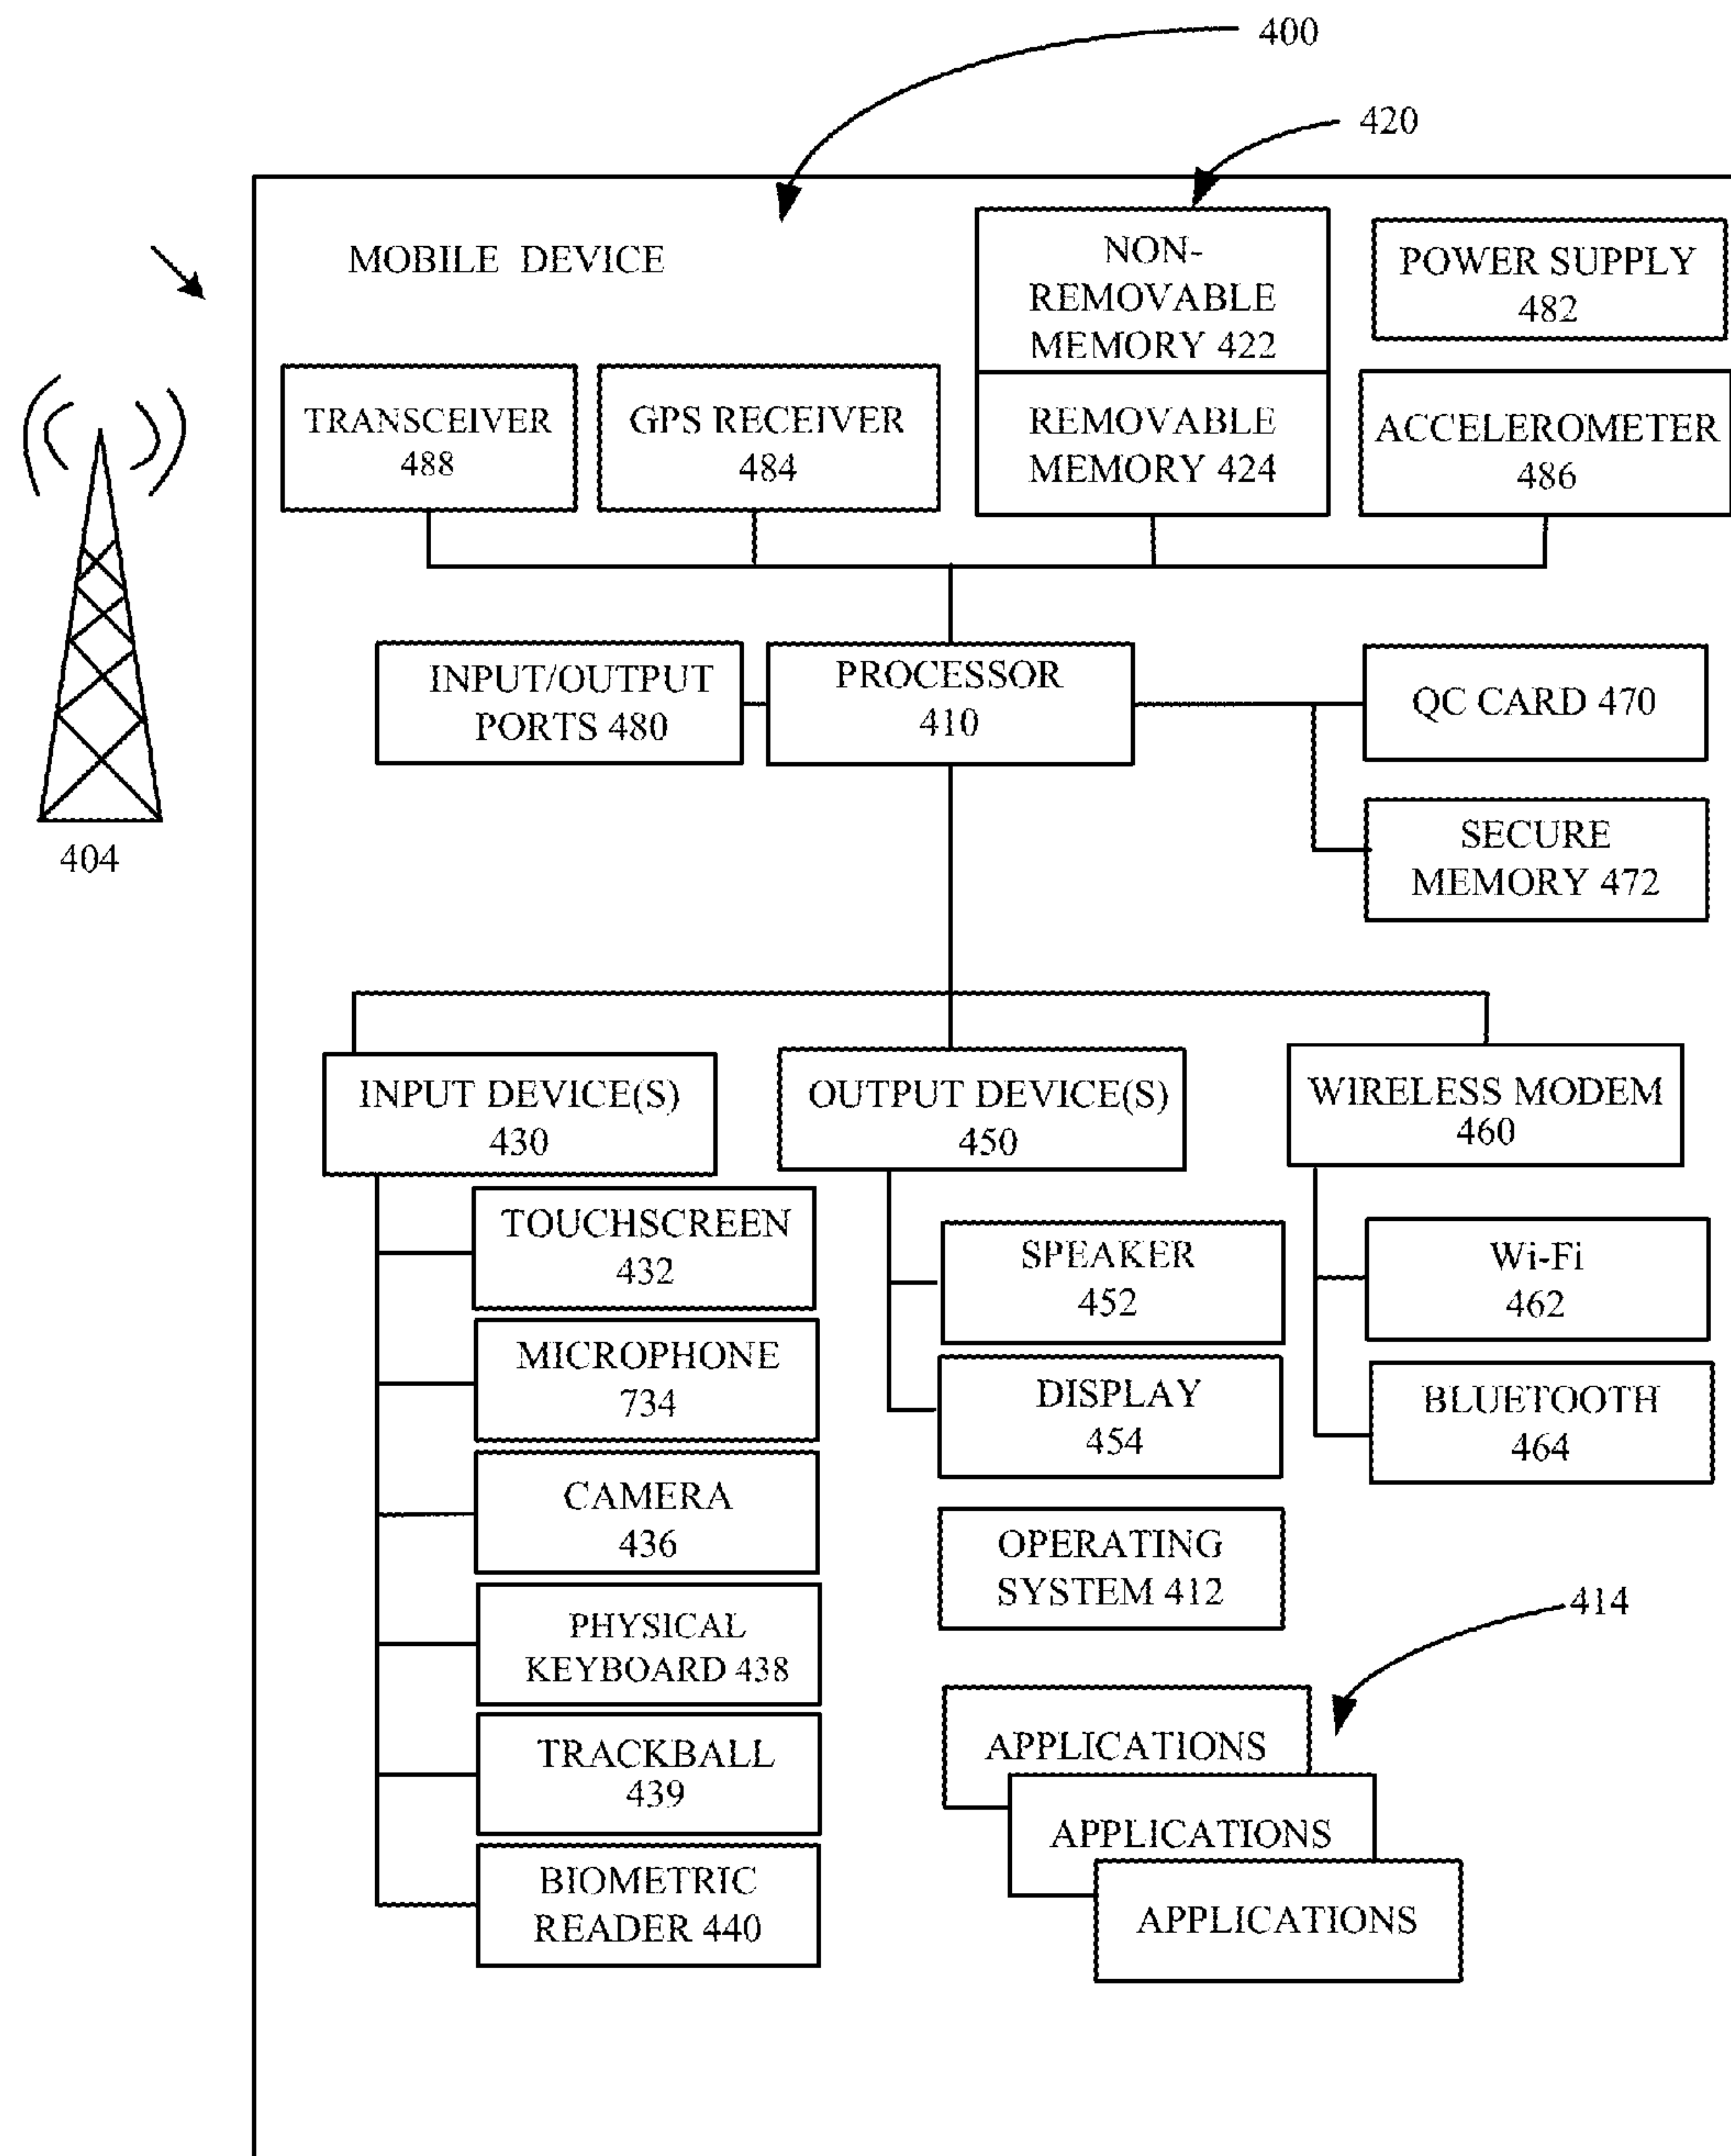 400
420
MOBILE DEVICE
NON-
REMOVABLE
MEMORY 422
POWER SUPPLY
482
TRANSCEIVER
488
GPS RECEIVER
484
REMOVABLE
MEMORY 424
ACCELEROMETER
486
404
INPUT/OUTPUT
PORTS 480
PROCESSOR
410
QC CARD 470
SECURE
MEMORY 472
INPUT DEVICE(S)
430
OUTPUT DEVICE(S)
450
WIRELESS MODEM
460
TOUCHSCREEN
432
MICROPHONE
734
CAMERA
436
PHYSICAL
KEYBOARD 438
TRACKBALL
439
BIOMETRIC
READER 440
SPEAKER
452
DISPLAY
454
Wi-Fi
462
BLUETOOTH
464
OPERATING
SYSTEM 412
414
APPLICATIONS
APPLICATIONS
APPLICATIONS